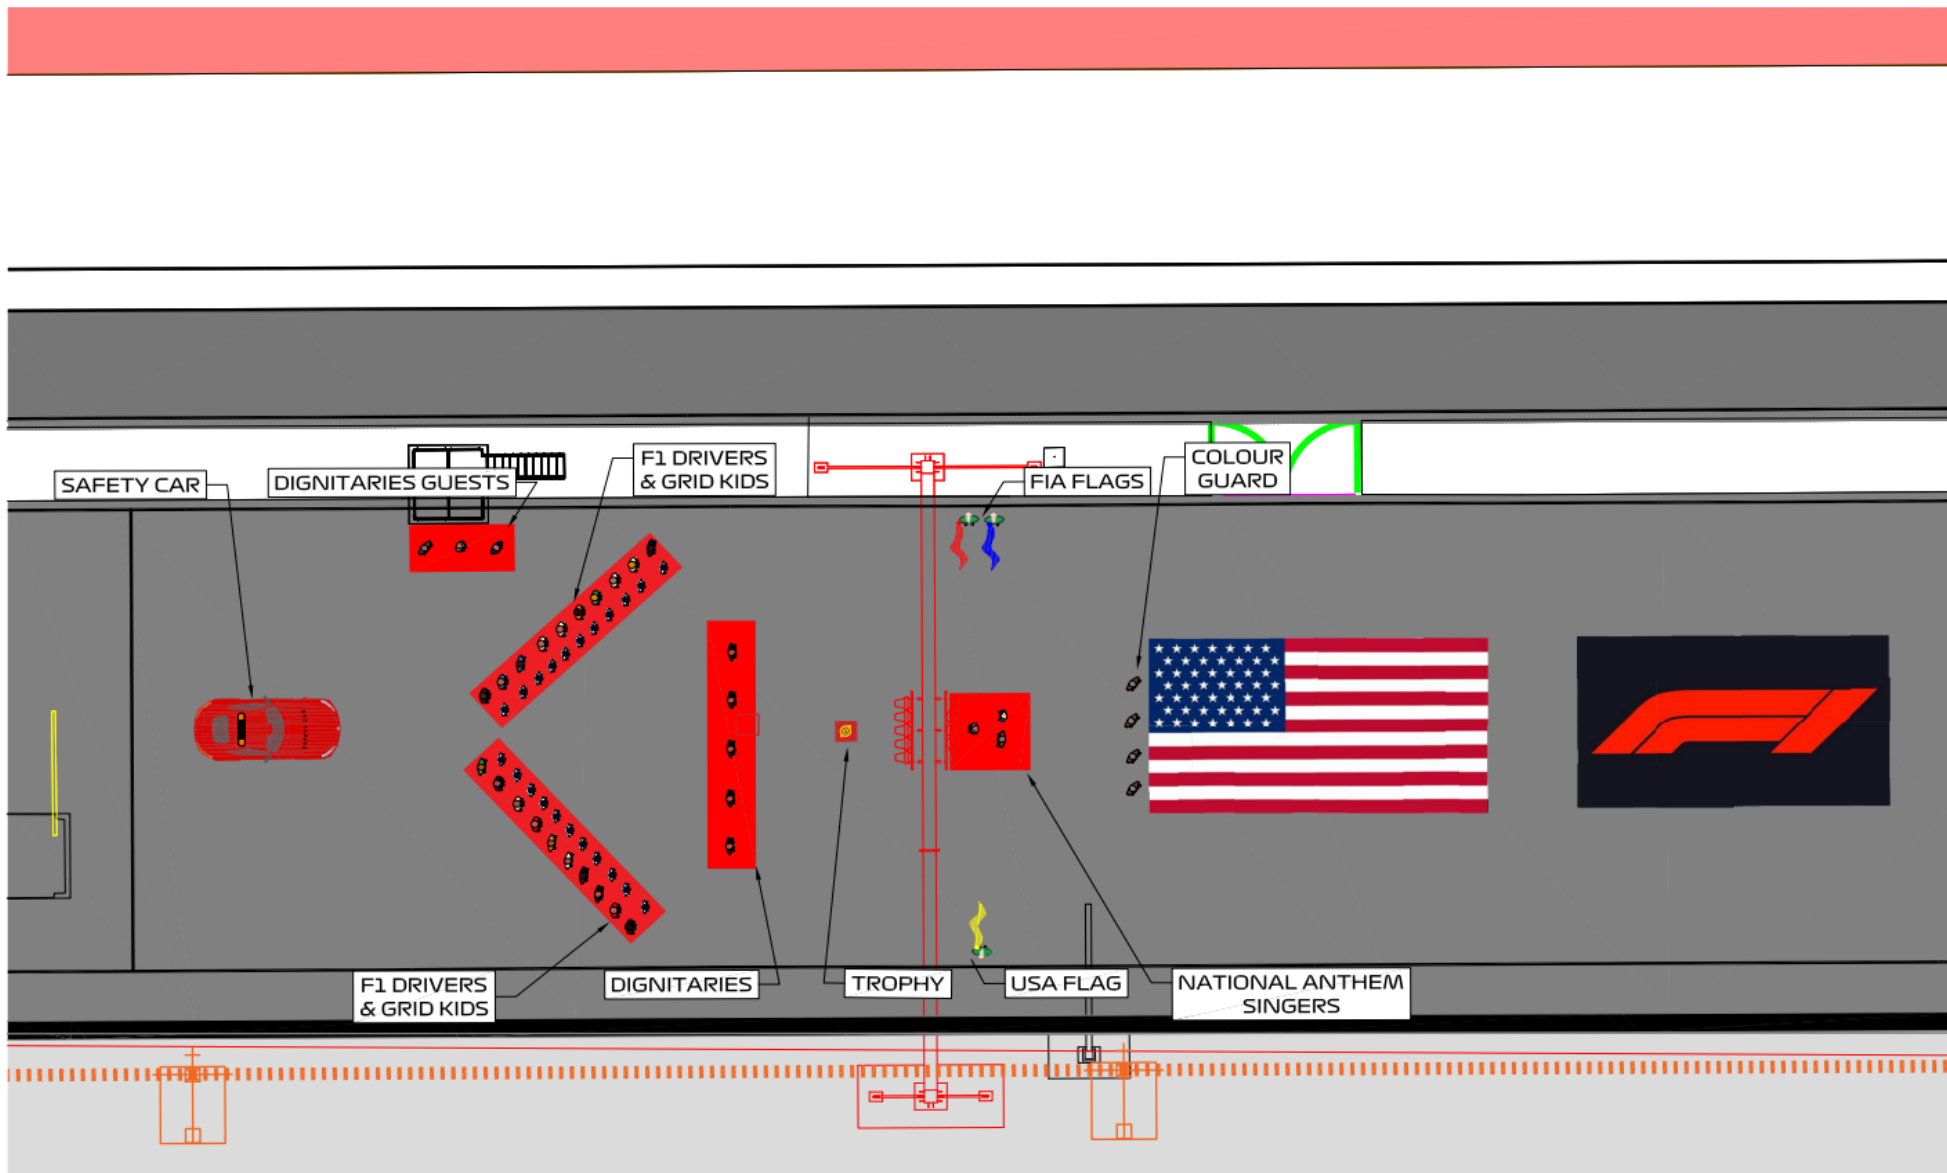 F1 DRIVERS
& GRID KIDS
COLOUR
GUARD
SAFETY CAR
DIGNITARIES GUESTS
FIA FLAGS
F1 DRIVERS
& GRID KIDS
DIGNITARIES
TROPHY
USA FLAG
NATIONAL ANTHEM
SINGERS